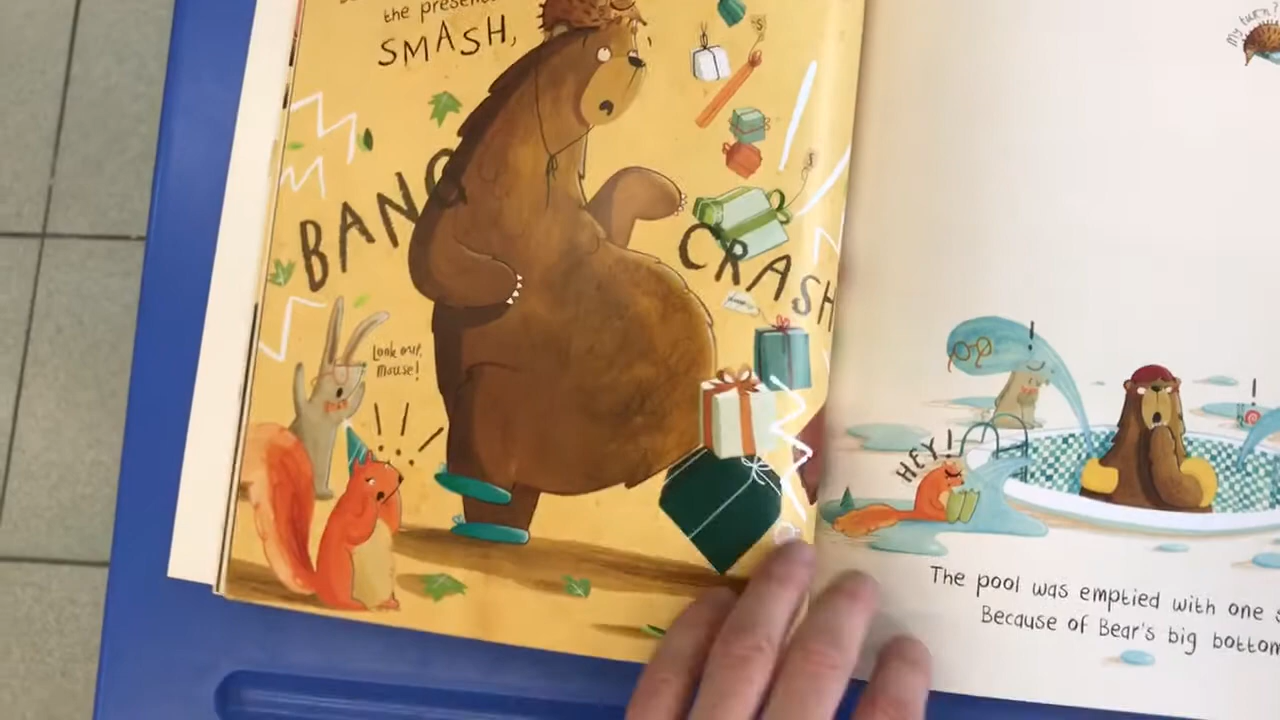 the presen
SMASH,
BANG
CRASH
Look out,
mouse!
My turn?
HEY!
The pool was emptied with one
Because of Bear's big bottom